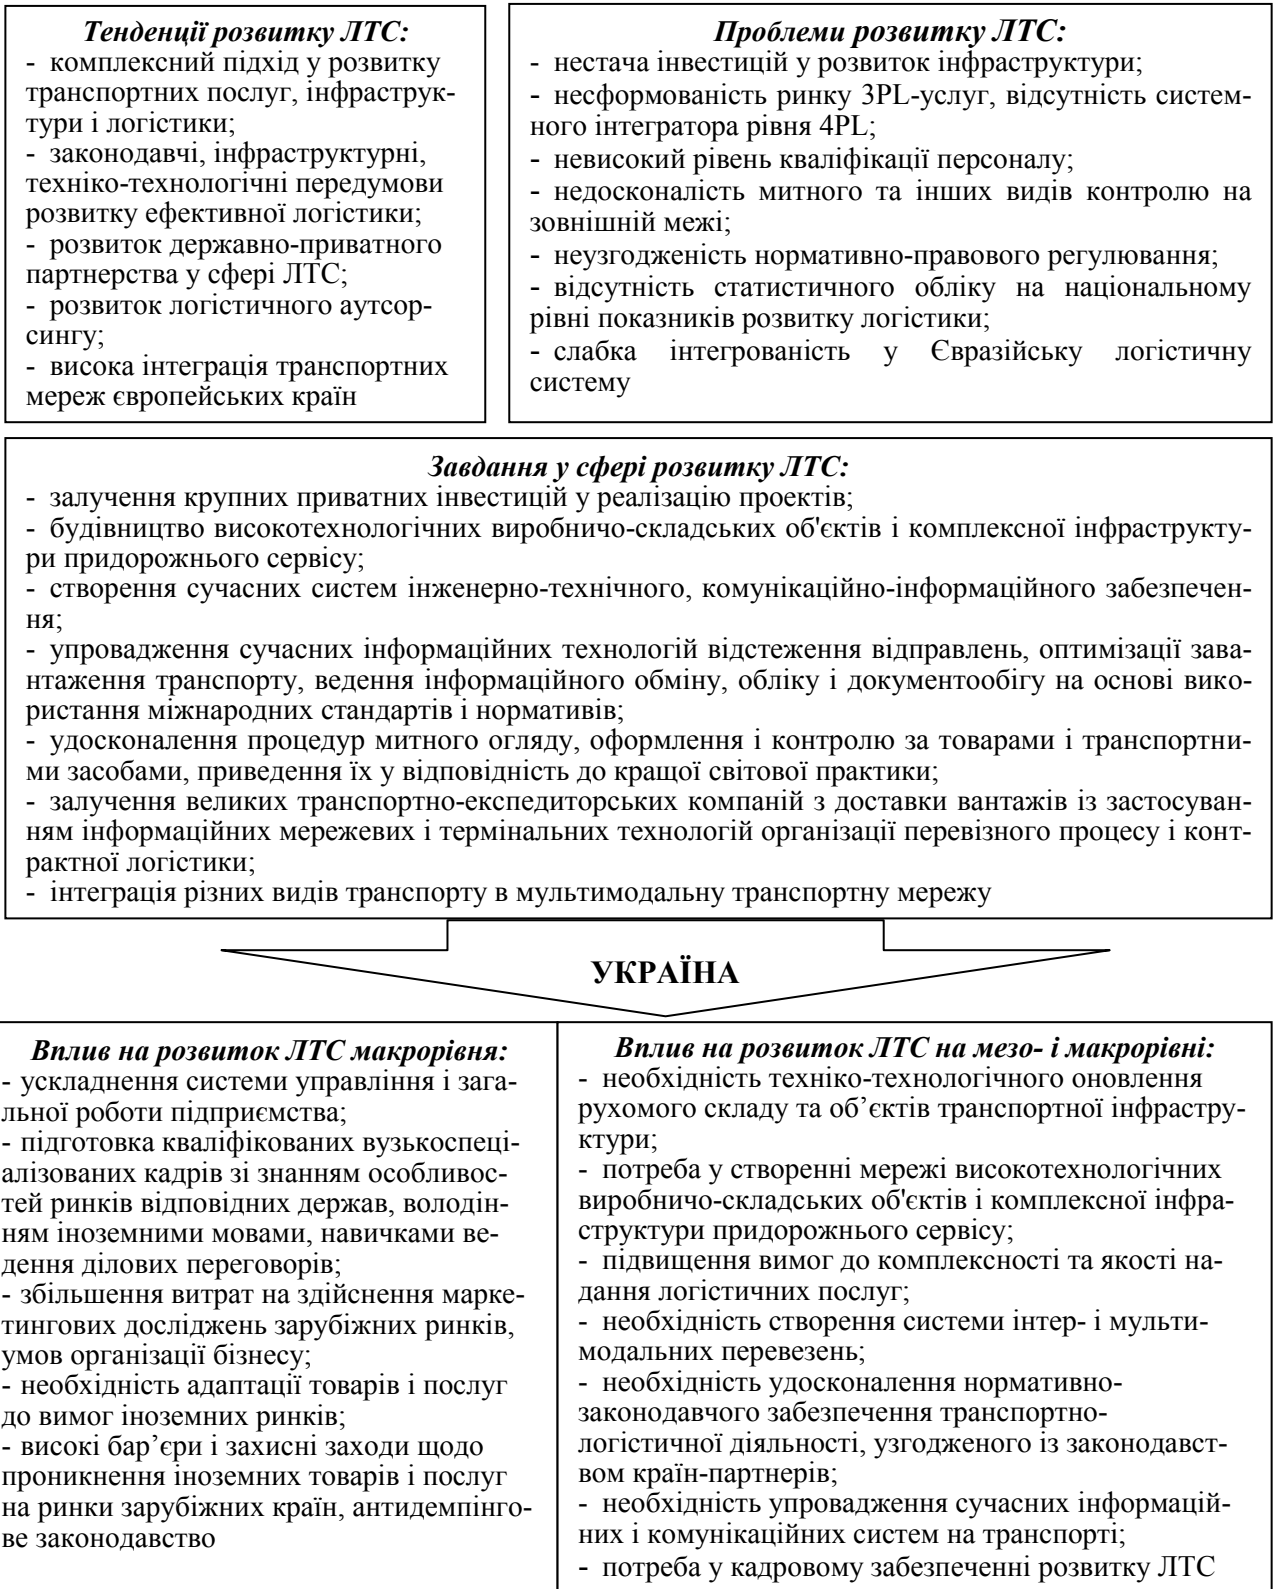 Тенденції розвитку ЛТС:
- комплексний підхід у розвитку
транспортних послуг, інфраструк-
тури і логістики;
- законодавчі, інфраструктурні,
техніко-технологічні передумови
розвитку ефективної логістики;
- розвиток державно-приватного
партнерства у сфері ЛТС;
- розвиток логістичного аутсор-
сингу;
- висока інтеграція транспортних
мереж європейських країн
Проблеми розвитку ЛТС:
- нестача інвестицій у розвиток інфраструктури;
- несформованість ринку 3PL-услуг, відсутність систем-
ного інтегратора рівня 4PL;
- невисокий рівень кваліфікації персоналу;
- недосконалість митного та інших видів контролю на
зовнішній межі;
- неузгодженість нормативно-правового регулювання;
- відсутність статистичного обліку на національному
рівні показників розвитку логістики;
- слабка інтегрованість у Євразійську логістичну
систему
Завдання у сфері розвитку ЛТС:
- залучення крупних приватних інвестицій у реалізацію проектів;
- будівництво високотехнологічних виробничо-складських об'єктів і комплексної інфраструкту-
ри придорожнього сервісу;
- створення сучасних систем інженерно-технічного, комунікаційно-інформаційного забезпечен-
ня;
- упровадження сучасних інформаційних технологій відстеження відправлень, оптимізації зава-
нтаження транспорту, ведення інформаційного обміну, обліку і документообігу на основі вико-
ристання міжнародних стандартів і нормативів;
- удосконалення процедур митного огляду, оформлення і контролю за товарами і транспортни-
ми засобами, приведення їх у відповідність до кращої світової практики;
- залучення великих транспортно-експедиторських компаній з доставки вантажів із застосуван-
ням інформаційних мережевих і термінальних технологій організації перевізного процесу і конт-
рактної логістики;
- інтеграція різних видів транспорту в мультимодальну транспортну мережу
УКРАЇНА
Вплив на розвиток ЛТС макрорівня:
- ускладнення системи управління і зага-
льної роботи підприємства;
- підготовка кваліфікованих вузькоспеці-
алізованих кадрів зі знанням особливос-
тей ринків відповідних держав, володін-
ням іноземними мовами, навичками ве-
дення ділових переговорів;
- збільшення витрат на здійснення марке-
тингових досліджень зарубіжних ринків,
умов організації бізнесу;
- необхідність адаптації товарів і послуг
до вимог іноземних ринків;
- високі бар’єри і захисні заходи щодо
проникнення іноземних товарів і послуг
на ринки зарубіжних країн, антидемпінго-
ве законодавство
Вплив на розвиток ЛТС на мезо- і макрорівні:
- необхідність техніко-технологічного оновлення
рухомого складу та об’єктів транспортної інфрастру-
ктури;
- потреба у створенні мережі високотехнологічних
виробничо-складських об'єктів і комплексної інфра-
структури придорожнього сервісу;
- підвищення вимог до комплексності та якості на-
дання логістичних послуг;
- необхідність створення системи інтер- і мульти-
модальних перевезень;
- необхідність удосконалення нормативно-
законодавчого забезпечення транспортно-
логістичної діяльності, узгодженого із законодавст-
вом країн-партнерів;
- необхідність упровадження сучасних інформацій-
них і комунікаційних систем на транспорті;
- потреба у кадровому забезпеченні розвитку ЛТС